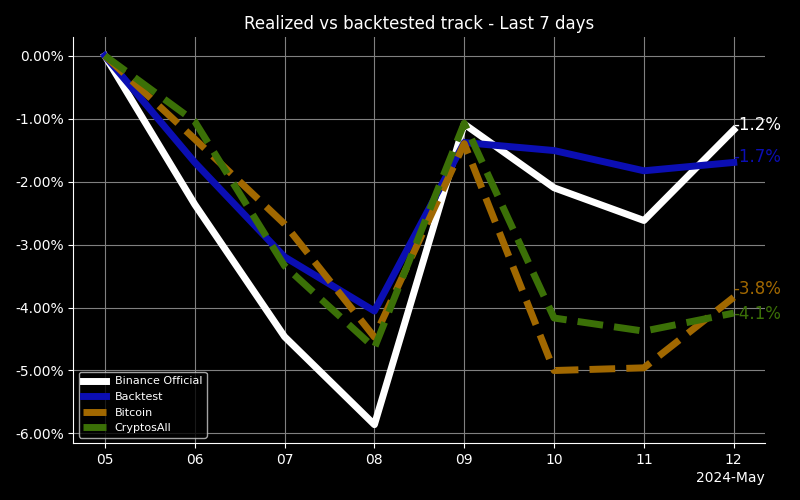 Realized vs backtested track - Last 7 days
0.00%
-1.00%
-2.00%
-3.00%
-4.00%
-5.00%
-6.00%
-1.2%
-1.7%
-3.8%
-4.1%
Binance Official
Backtest
Bitcoin
CryptosAll
05 06 07 08 09 10 11 12
2024-May